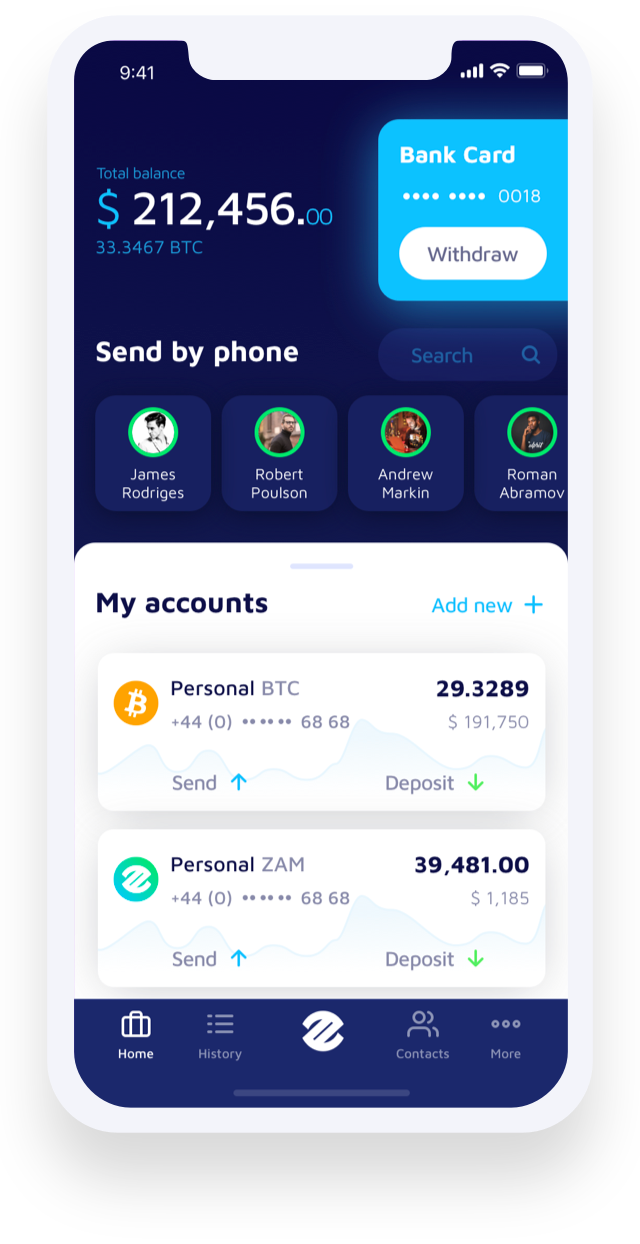 9:41
Total balance
$ 212,456.00
33.3467 BTC
Bank Card
•••• •••• 0018
Withdraw
Send by phone
Search
James
Rodriges
Robert
Poulson
Andrew
Markin
Roman
Abramov
My accounts
Add new +
Personal BTC
29.3289
+44 (0) •• •• •• 68 68
$ 191,750
Send
Deposit
Personal ZAM
39,481.00
+44 (0) •• •• •• 68 68
$ 1,185
Send
Deposit
Home
History
Contacts
More